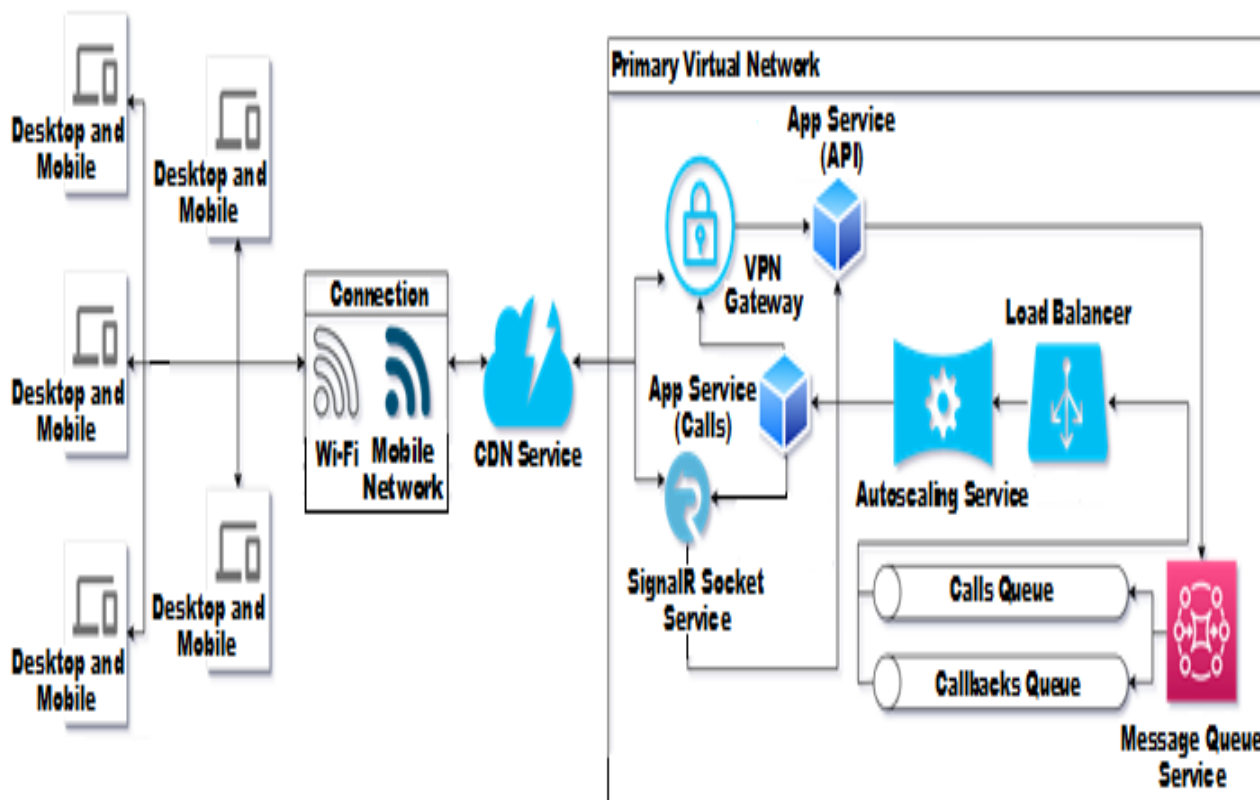 Desktop and
Mobile
Desktop and
Mobile
Desktop and
Mobile
Desktop and
Mobile
Desktop and
Mobile
Connection
Wi-Fi
Mobile
Network
CDN Service
Primary Virtual Network
App Service
(API)
VPN
Gateway
Load Balancer
App Service
(Calls)
Autoscaling Service
SignalR Socket
Service
Calls Queue
Callbacks Queue
Message Queue
Service